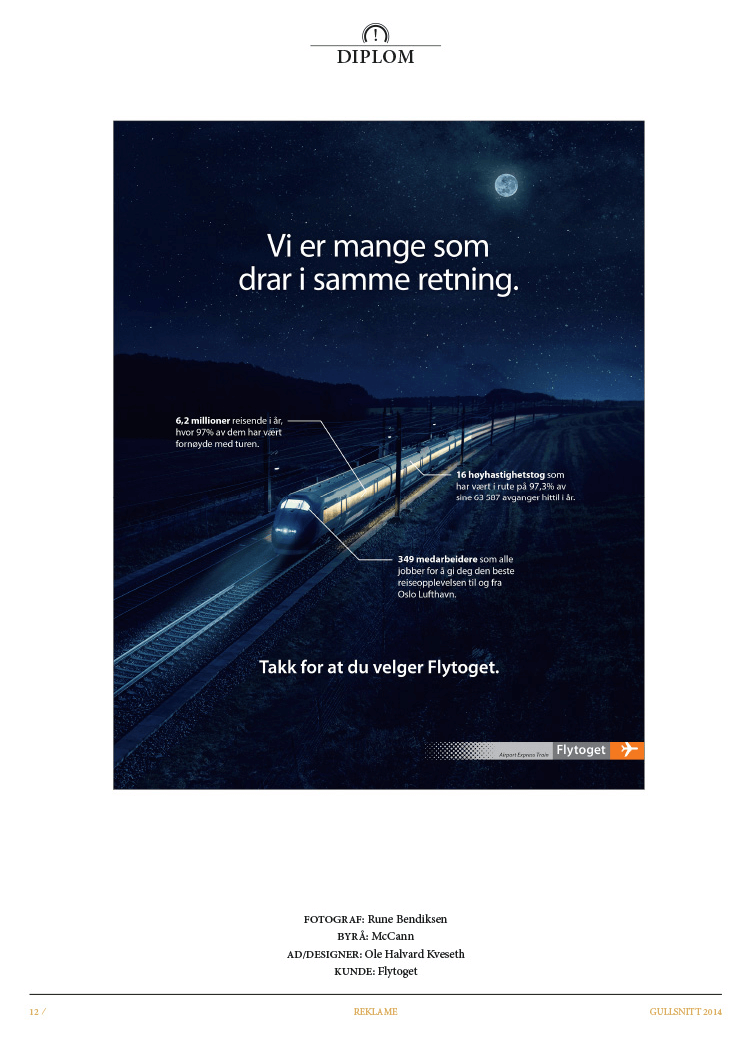 !
DIPLOM
Vi er mange som
drar i samme retning.
6,2 millioner reisende i år,
hvor 97% av dem har vært
fornøyde med turen.
16 høyhastighetstog som
har vært i rute på 97,3% av
sine 63 587 avganger hittil i år.
349 medarbeidere som alle
jobber for å gi deg den beste
reiseopplevelsen til og fra
Oslo Lufthavn.
Takk for at du velger Flytoget.
Airport Express Train Flytoget
FOTOGRAF: Rune Bendiksen
BYRÅ: McCann
AD/DESIGNER: Ole Halvard Kveseth
KUNDE: Flytoget
12 / REKLAME GULLSNITT 2014